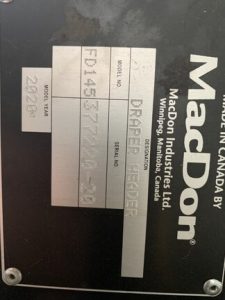 MADE IN CANADA BY
MacDon®
MacDon Industries Ltd.
Winnipeg, Manitoba, Canada
DESIGNATION
DRAPER HEADER
MODEL NO. SERIAL NO.
FD145
MODEL YEAR
2020